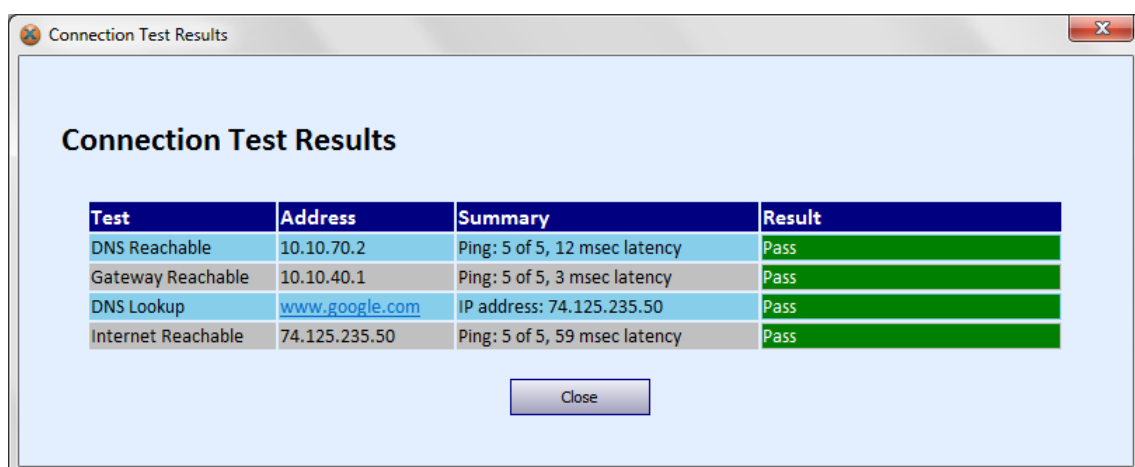 Connection Test Results
Connection Test Results
Test Address Summary Result
DNS Reachable 10.10.70.2 Ping: 5 of 5, 12 msec latency Pass
Gateway Reachable 10.10.40.1 Ping: 5 of 5, 3 msec latency Pass
DNS Lookup www.google.com IP address: 74.125.235.50 Pass
Internet Reachable 74.125.235.50 Ping: 5 of 5, 59 msec latency Pass
Close